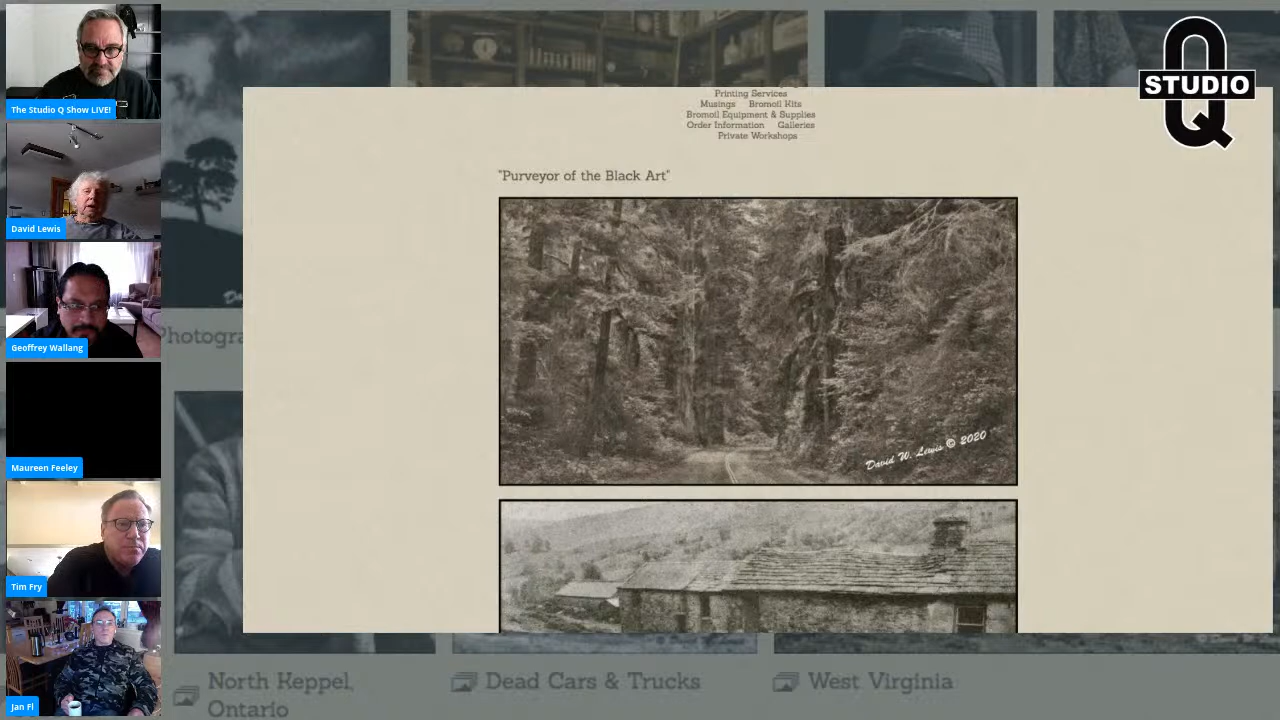 The Studio Q Show LIVE!
David Lewis
Geoffrey Wallang
Maureen Feeley
Tim Fry
Jan Fl
Printing Services
Musings Bromoil Kits
Bromoil Equipment & Supplies
Order Information Galleries
Private Workshops
"Purveyor of the Black Art"
David W. Lewis © 2020
Q
STUDIO
North Keppel,
Ontario
Dead Cars & Trucks
West Virginia